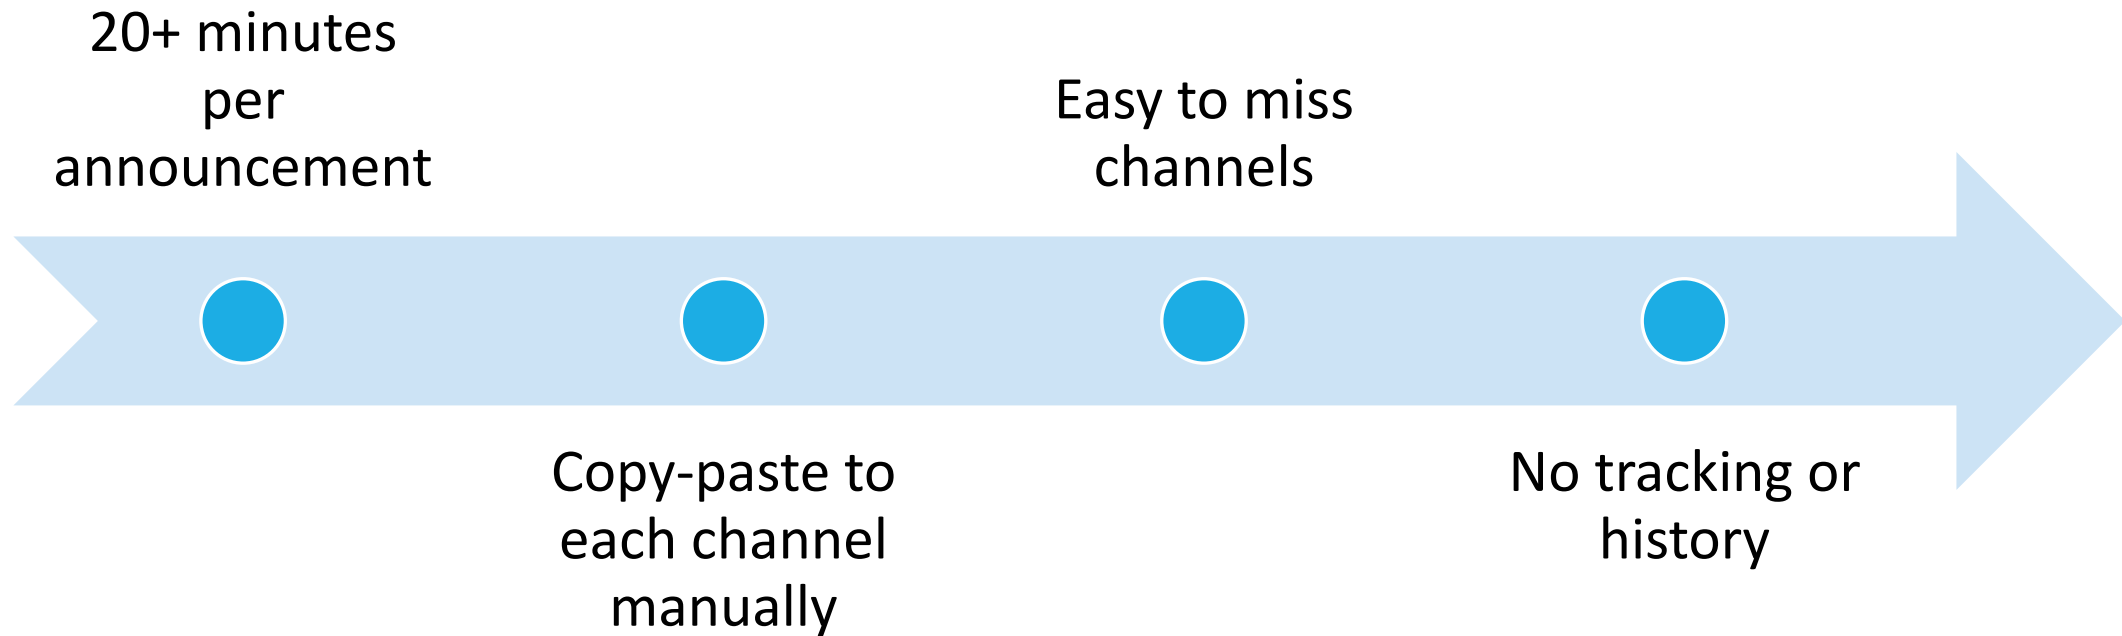 20+ minutes
per
announcement
Copy-paste to
each channel
manually
Easy to miss
channels
No tracking or
history